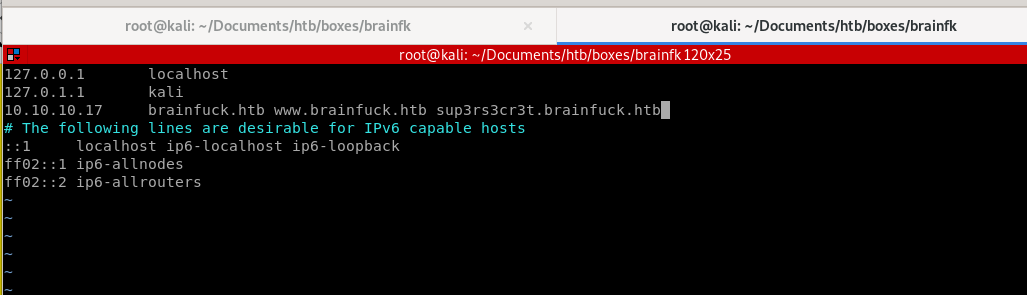 root@kali: ~/Documents/htb/boxes/brainfk × root@kali: ~/Documents/htb/boxes/brainfk
root@kali: ~/Documents/htb/boxes/brainfk 120x25
127.0.0.1 localhost
127.0.1.1 kali
10.10.10.17 brainfuck.htb www.brainfuck.htb sup3rs3cr3t.brainfuck.htb
# The following lines are desirable for IPv6 capable hosts
::1 localhost ip6-localhost ip6-loopback
ff02::1 ip6-allnodes
ff02::2 ip6-allrouters
~
~
~
~
~
~